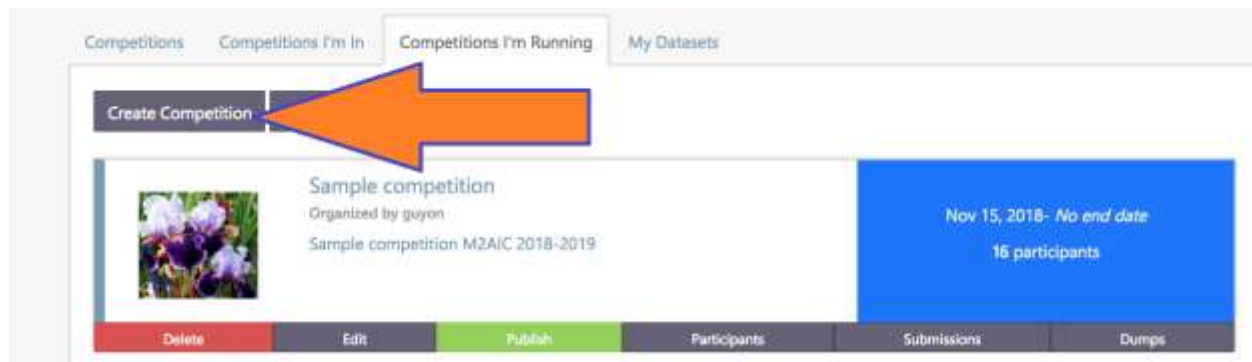 Competitions Competitions I'm In Competitions I'm Running My Datasets
Create Competition
Sample competition
Organized by guyon
Sample competition M2AIC 2018-2019
Nov 15, 2018- No end date
16 participants
Delete Edit Publish Participants Submissions Dumps